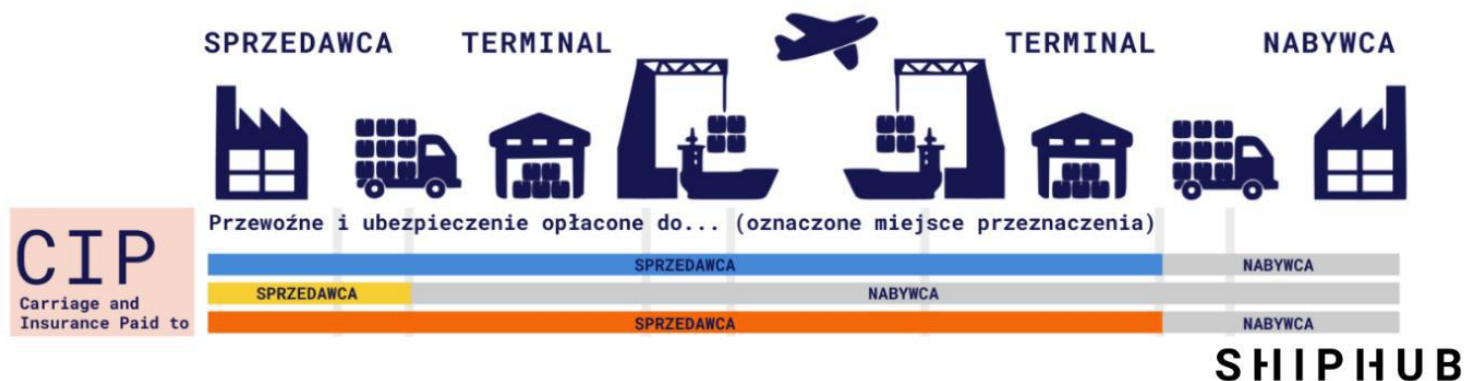 SPRZEDAWCA TERMINAL TERMINAL NABYWCA
Przewoźne i ubezpieczenie opłacone do... (oznaczone miejsce przeznaczenia)
CIP
Carriage and
Insurance Paid to
SPRZEDAWCA NABYWCA
SPRZEDAWCA NABYWCA
SPRZEDAWCA NABYWCA
SHIPHUB